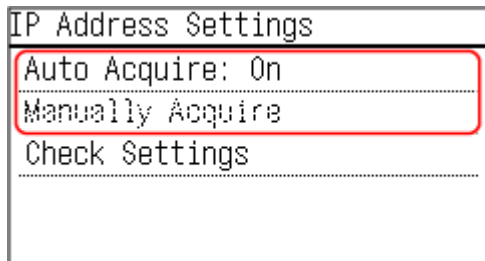 IP Address Settings
Auto Acquire: On
Manually Acquire
Check Settings